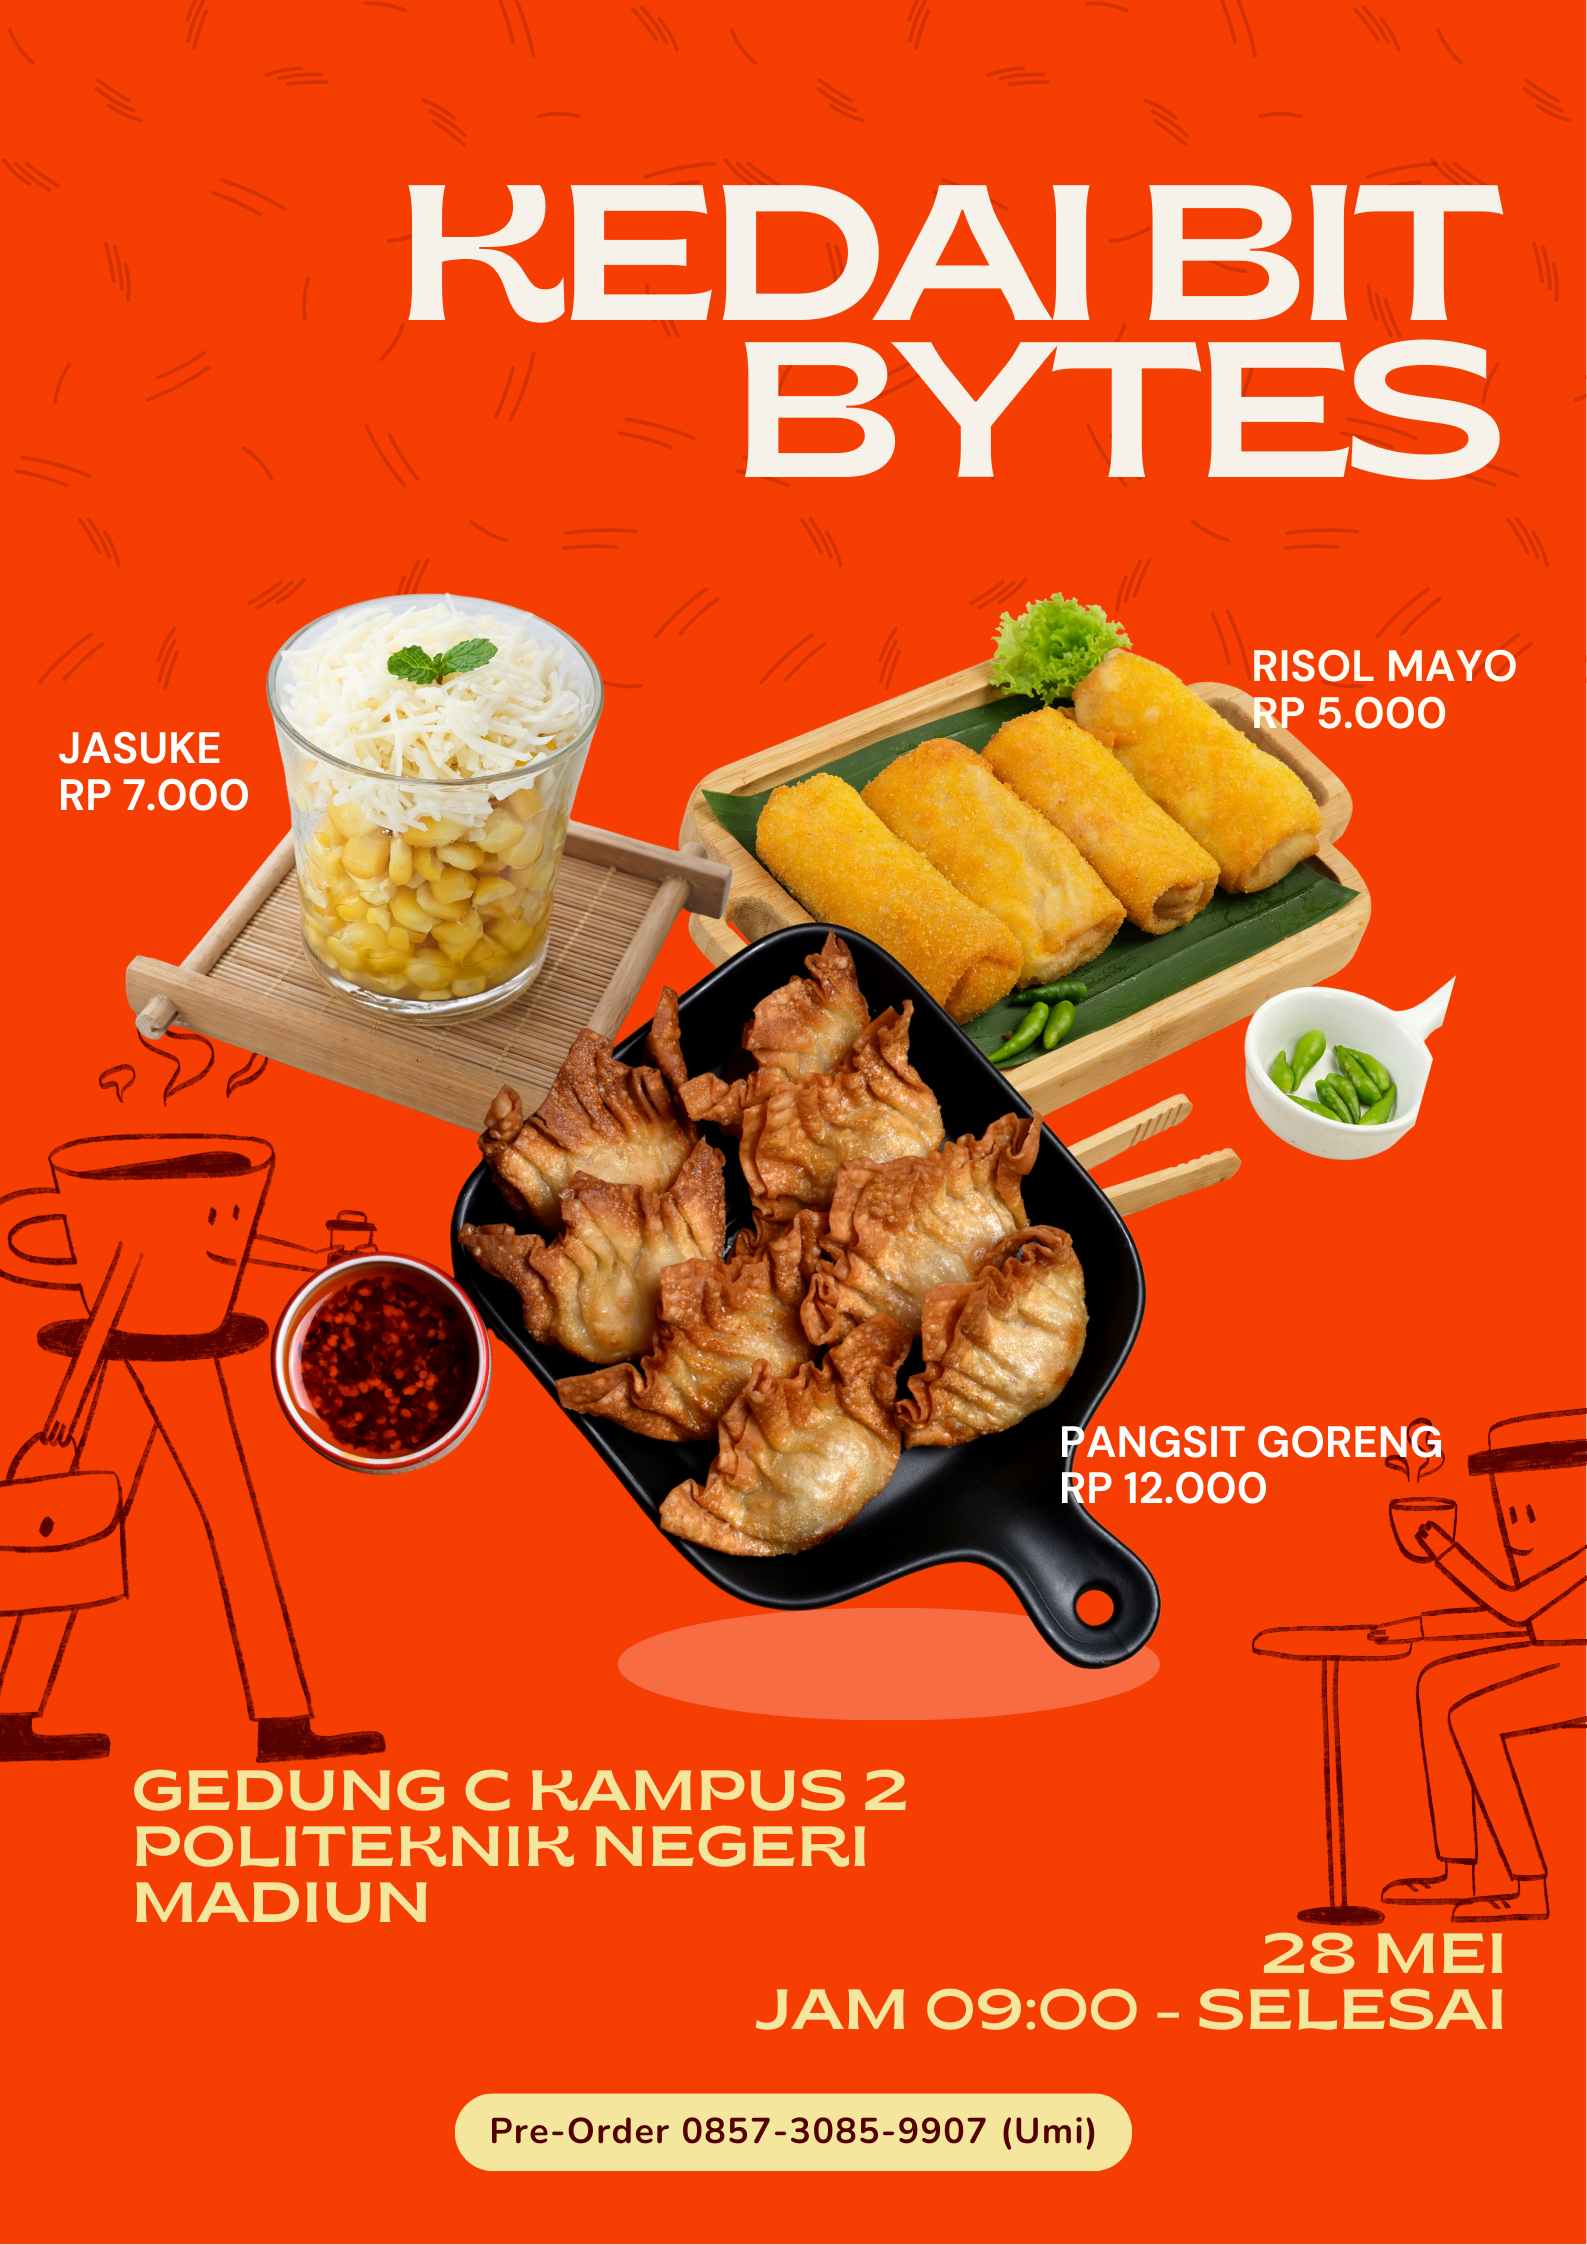 KEDAI BIT
BYTES
JASUKE
RP 7.000
RISOL MAYO
RP 5.000
PANGSIT GORENG
RP 12.000
GEDUNG C KAMPUS 2
POLITEKNIK NEGERI
MADIUN
28 MEI
JAM 09:00 - SELESAI
Pre-Order 0857-3085-9907 (Umi)